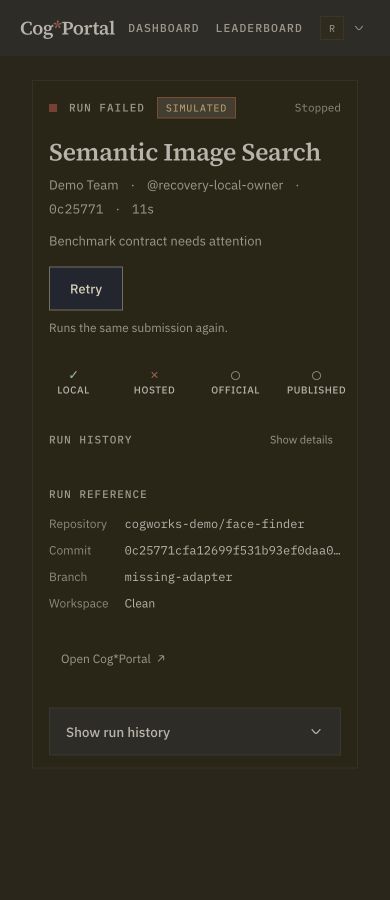 Cog*Portal DASHBOARD LEADERBOARD R
RUN FAILED SIMULATED Stopped
Semantic Image Search
Demo Team · @recovery-local-owner ·
0c25771 · 11s
Benchmark contract needs attention
Retry
Runs the same submission again.
✓ × ○ ○
LOCAL HOSTED OFFICIAL PUBLISHED
RUN HISTORY Show details
RUN REFERENCE
Repository cogworks-demo/face-finder
Commit 0c25771cfa12699f531b93ef0daa0…
Branch missing-adapter
Workspace Clean
Open Cog*Portal ↗
Show run history